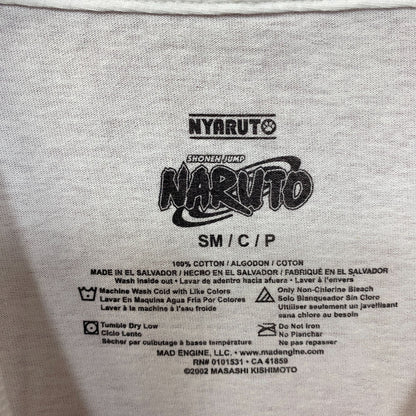 NYARUTO
SHONEN JUMP
NARUTO
SM / C / P
100% COTTON / ALGODON / COTON
MADE IN EL SALVADOR / HECHO EN EL SALVADOR / FABRIQUÉ EN EL SALVADOR
Wash inside out • Lavar de adentro hacia afuera • Lavar à l'envers
Machine Wash Cold with Like Colors
Lavar En Maquina Agua Fria Por Colores
Laver à la machine à l'eau froide
Only Non-Chlorine Bleach
Solo Blanqueador Sin Cloro
Utiliser seulement un javellisant
sans chlore au besoin
Tumble Dry Low
Ciclo Lento
Sécher par culbutage à basse température
Do Not Iron
No Planchar
Ne pas repasser
MAD ENGINE, LLC. • www.madengine.com
RN# 0101531 • CA 41859
©2002 MASASHI KISHIMOTO